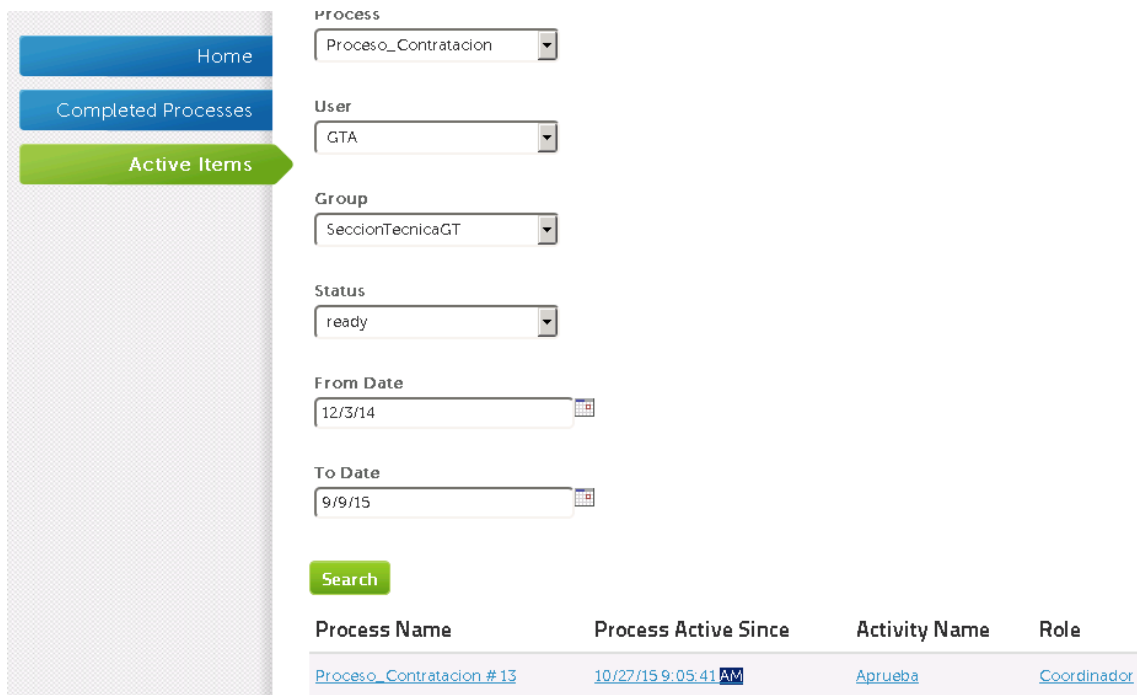 Process
Home
Proceso_Contratacion
Completed Processes
User
GTA
Active Items
Group
SeccionTecnicaGT
Status
ready
From Date
12/3/14
To Date
9/9/15
Search
Process Name Process Active Since Activity Name Role
Proceso_Contratacion #13 10/27/15 9:05:41 AM Aprueba Coordinador